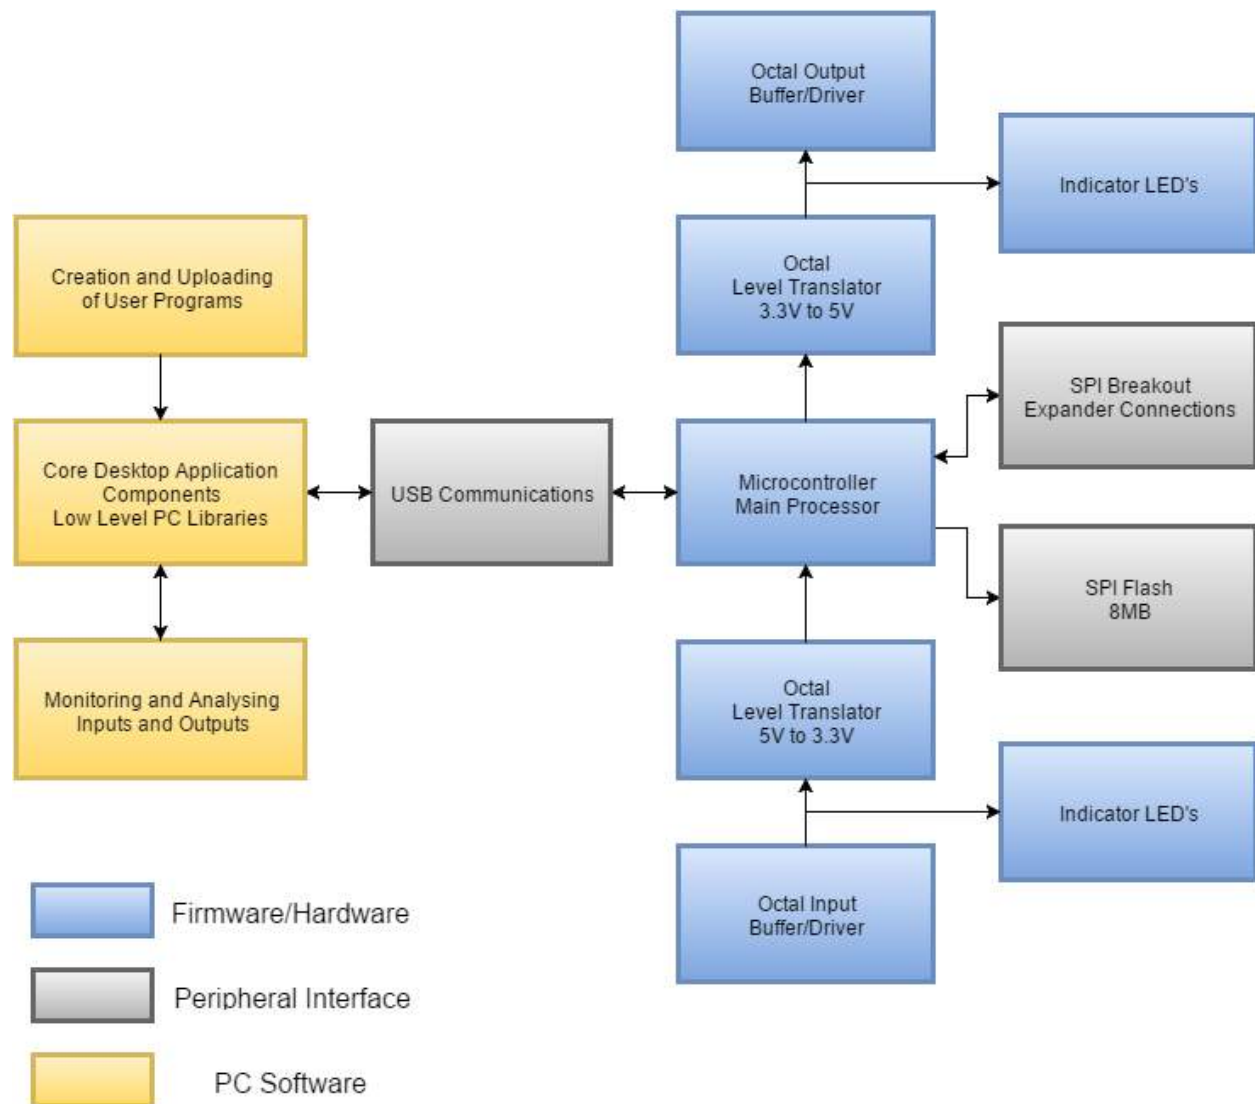 Octal Output
Buffer/Driver
Indicator LED's
Creation and Uploading
of User Programs
Octal
Level Translator
3.3V to 5V
SPI Breakout
Expander Connections
Core Desktop Application
Components
Low Level PC Libraries
USB Communications
Microcontroller
Main Processor
SPI Flash
8MB
Monitoring and Analysing
Inputs and Outputs
Octal
Level Translator
5V to 3.3V
Indicator LED's
Octal Input
Buffer/Driver
Firmware/Hardware
Peripheral Interface
PC Software